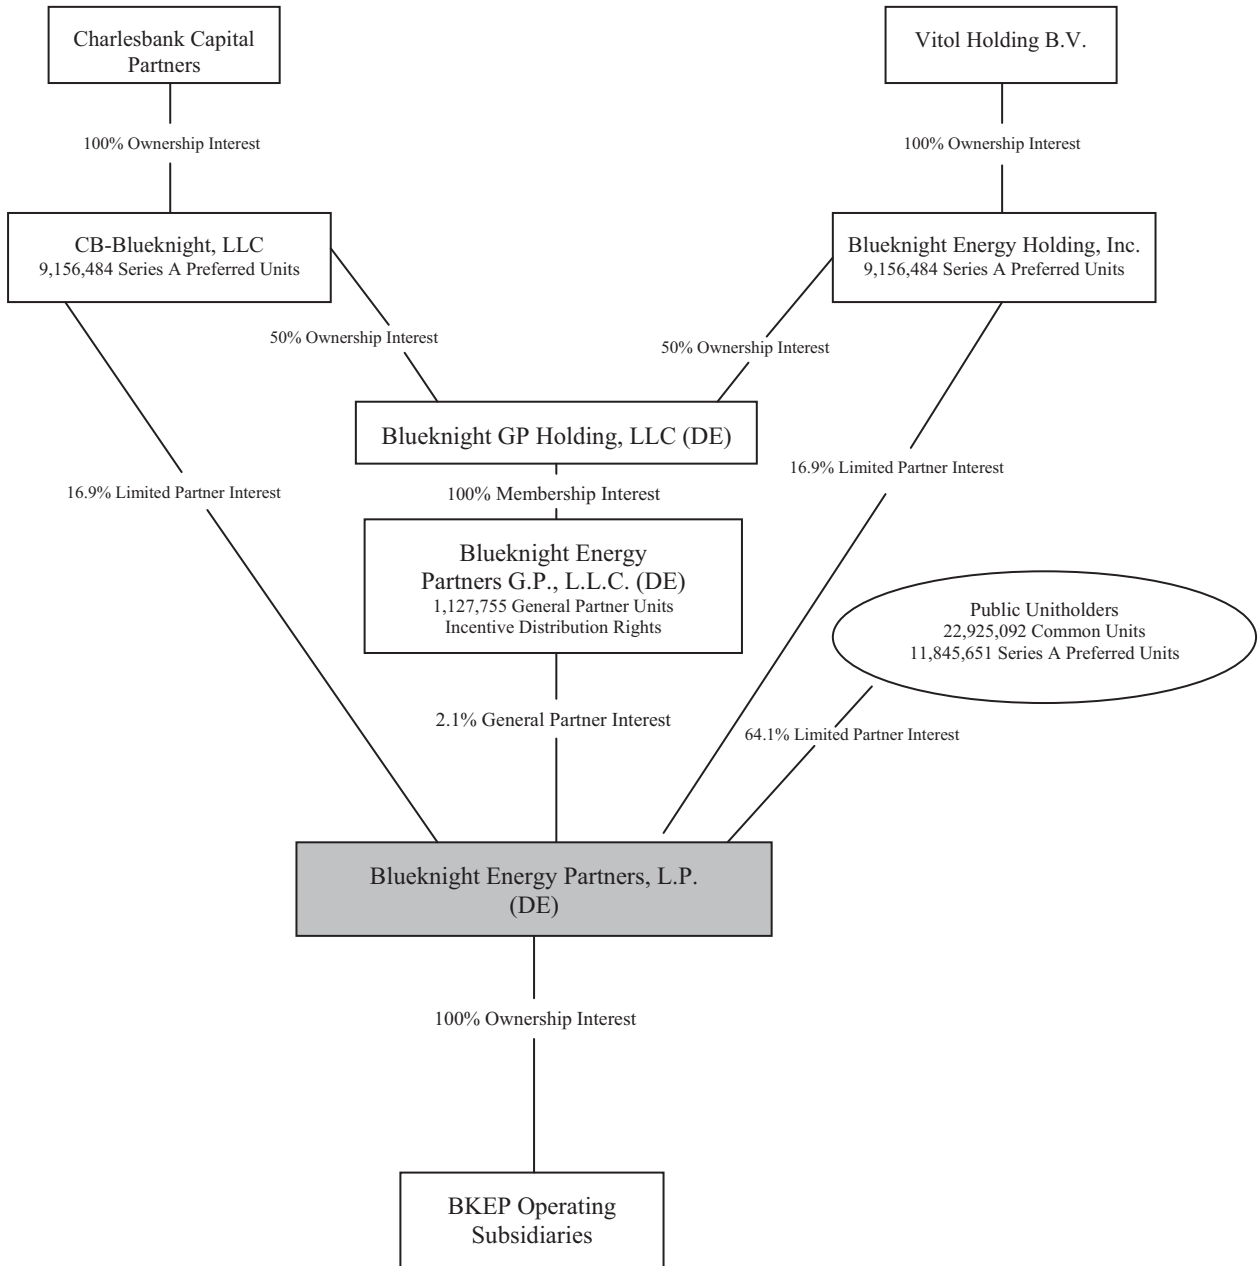 Charlesbank Capital
Partners
Vitol Holding B.V.
100% Ownership Interest
100% Ownership Interest
CB-Blueknight, LLC
9,156,484 Series A Preferred Units
Blueknight Energy Holding, Inc.
9,156,484 Series A Preferred Units
50% Ownership Interest
50% Ownership Interest
Blueknight GP Holding, LLC (DE)
16.9% Limited Partner Interest
16.9% Limited Partner Interest
100% Membership Interest
Blueknight Energy
Partners G.P., L.L.C. (DE)
1,127,755 General Partner Units
Incentive Distribution Rights
Public Unitholders
22,925,092 Common Units
11,845,651 Series A Preferred Units
2.1% General Partner Interest
64.1% Limited Partner Interest
Blueknight Energy Partners, L.P.
(DE)
100% Ownership Interest
BKEP Operating
Subsidiaries